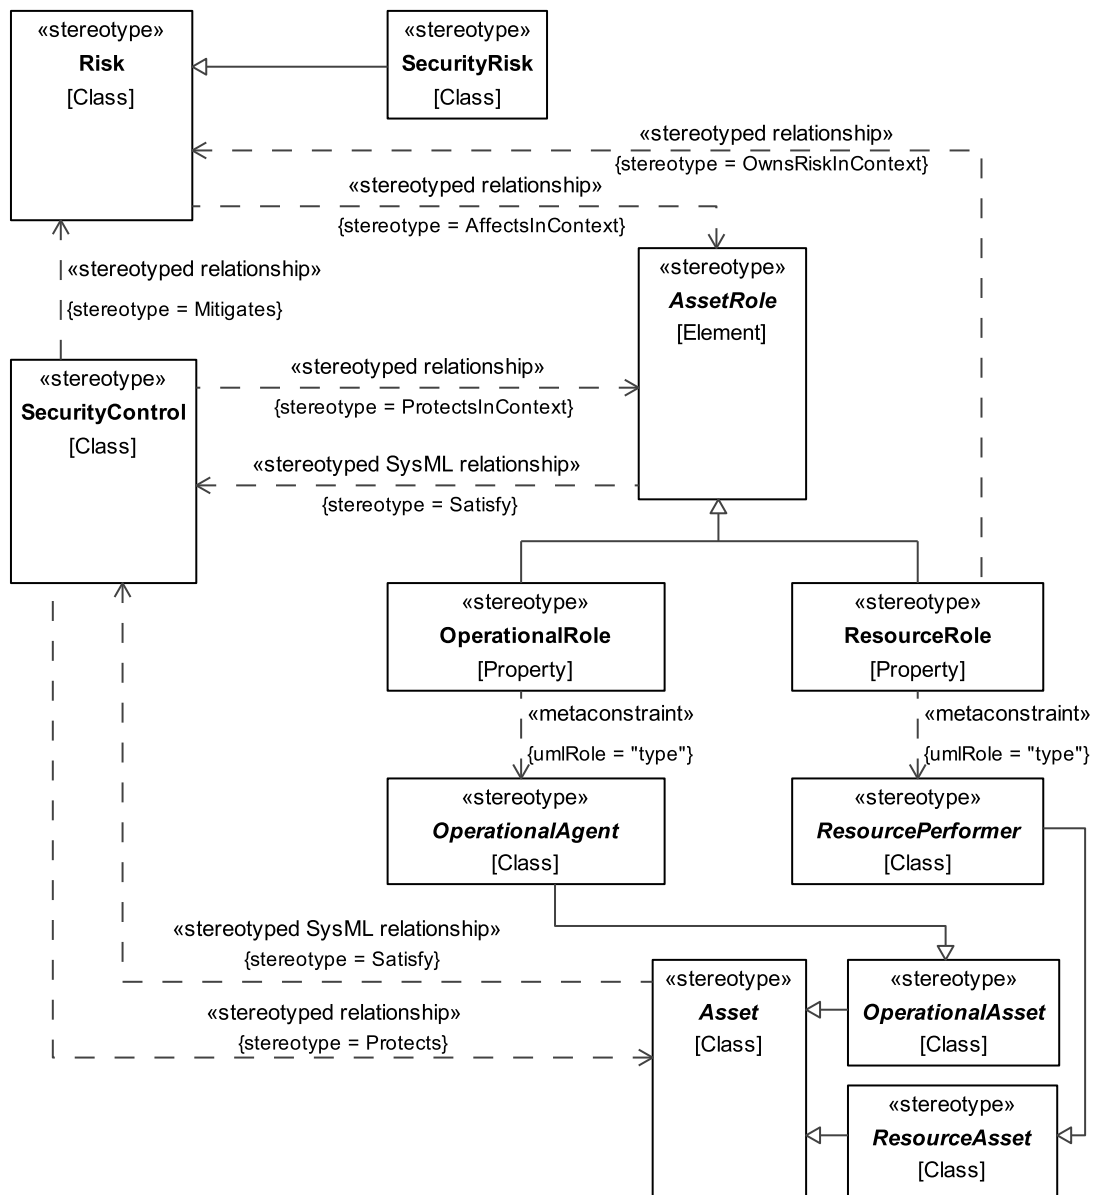 «stereotype»
Risk
[Class]
«stereotype»
SecurityRisk
[Class]
«stereotyped relationship»
{stereotype = OwnsRiskInContext}
«stereotyped relationship»
{stereotype = AffectsInContext}
«stereotyped relationship»
{stereotype = Mitigates}
«stereotype»
AssetRole
[Element]
«stereotype»
SecurityControl
[Class]
«stereotyped relationship»
{stereotype = ProtectsInContext}
«stereotyped SysML relationship»
{stereotype = Satisfy}
«stereotype»
OperationalRole
[Property]
«stereotype»
ResourceRole
[Property]
«metaconstraint»
{umlRole = "type"}
«metaconstraint»
{umlRole = "type"}
«stereotype»
OperationalAgent
[Class]
«stereotype»
ResourcePerformer
[Class]
«stereotyped SysML relationship»
{stereotype = Satisfy}
«stereotyped relationship»
{stereotype = Protects}
«stereotype»
Asset
[Class]
«stereotype»
OperationalAsset
[Class]
«stereotype»
ResourceAsset
[Class]